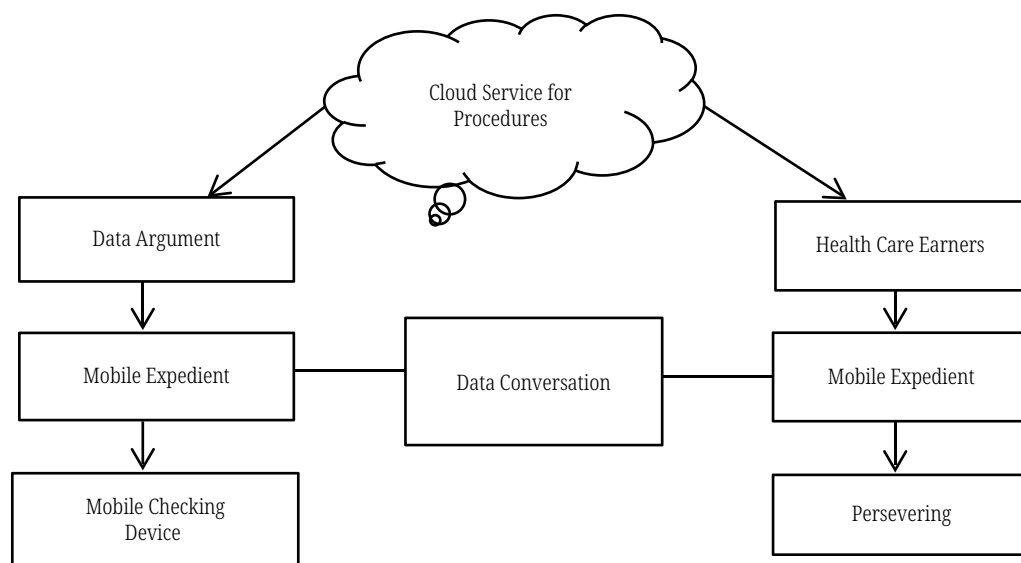 Cloud Service for
Procedures
Data Argument
Health Care Earners
Mobile Expedient
Data Conversation
Mobile Expedient
Mobile Checking
Device
Persevering